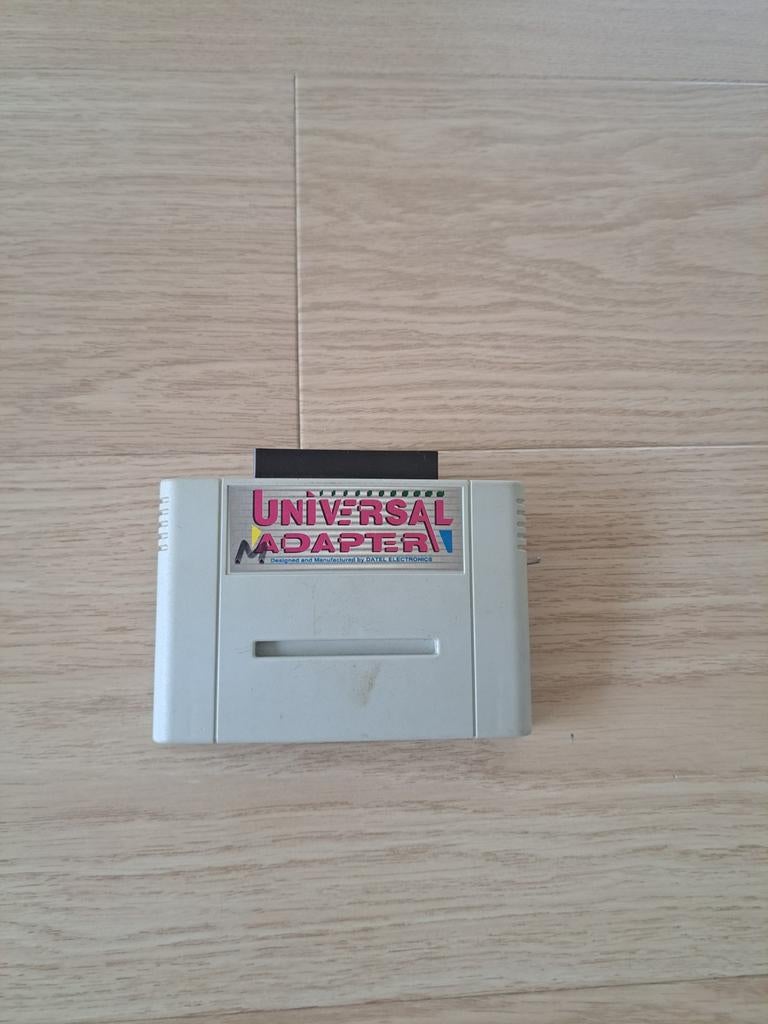 UNIVERSAL
M ADAPTER
Designed and Manufactured by DATEL ELECTRONICS